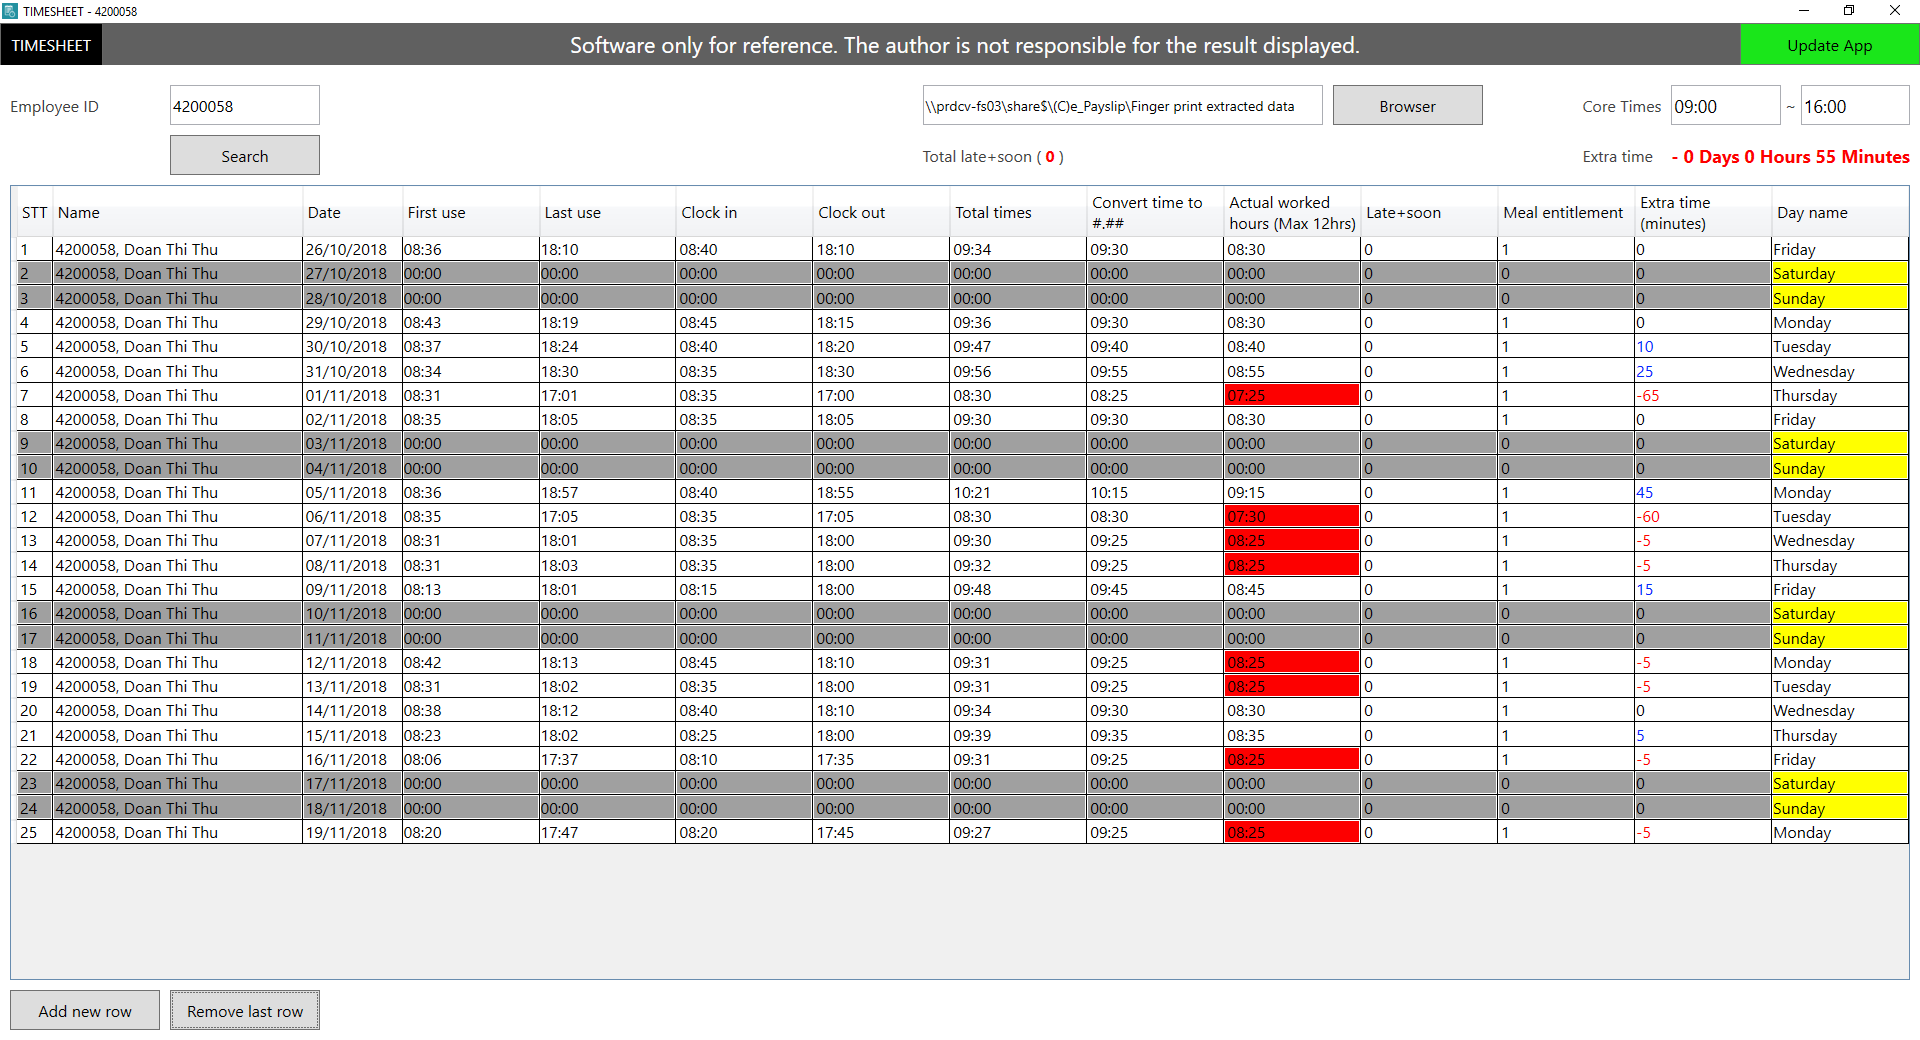 TIMESHEET - 4200058
TIMESHEET Software only for reference. The author is not responsible for the result displayed. Update App
Employee ID 4200058 \\prdcv-fs03\share$\(C)e_Payslip\Finger print extracted data Browser Core Times 09:00 ~ 16:00
Search Total late+soon ( 0 ) Extra time - 0 Days 0 Hours 55 Minutes
STT Name Date First use Last use Clock in Clock out Total times Convert time to #.## Actual worked hours (Max 12hrs) Late+soon Meal entitlement Extra time (minutes) Day name
1 4200058, Doan Thi Thu 26/10/2018 08:36 18:10 08:40 18:10 09:34 09:30 08:30 0 1 0 Friday
2 4200058, Doan Thi Thu 27/10/2018 00:00 00:00 00:00 00:00 00:00 00:00 00:00 0 0 0 Saturday
3 4200058, Doan Thi Thu 28/10/2018 00:00 00:00 00:00 00:00 00:00 00:00 00:00 0 0 0 Sunday
4 4200058, Doan Thi Thu 29/10/2018 08:43 18:19 08:45 18:15 09:36 09:30 08:30 0 1 0 Monday
5 4200058, Doan Thi Thu 30/10/2018 08:37 18:24 08:40 18:20 09:47 09:40 08:40 0 1 10 Tuesday
6 4200058, Doan Thi Thu 31/10/2018 08:34 18:30 08:35 18:30 09:56 09:55 08:55 0 1 25 Wednesday
7 4200058, Doan Thi Thu 01/11/2018 08:31 17:01 08:35 17:00 08:30 08:25 07:25 0 1 -65 Thursday
8 4200058, Doan Thi Thu 02/11/2018 08:35 18:05 08:35 18:05 09:30 09:30 08:30 0 1 0 Friday
9 4200058, Doan Thi Thu 03/11/2018 00:00 00:00 00:00 00:00 00:00 00:00 00:00 0 0 0 Saturday
10 4200058, Doan Thi Thu 04/11/2018 00:00 00:00 00:00 00:00 00:00 00:00 00:00 0 0 0 Sunday
11 4200058, Doan Thi Thu 05/11/2018 08:36 18:57 08:40 18:55 10:21 10:15 09:15 0 1 45 Monday
12 4200058, Doan Thi Thu 06/11/2018 08:35 17:05 08:35 17:05 08:30 08:30 07:30 0 1 -60 Tuesday
13 4200058, Doan Thi Thu 07/11/2018 08:31 18:01 08:35 18:00 09:30 09:25 08:25 0 1 -5 Wednesday
14 4200058, Doan Thi Thu 08/11/2018 08:31 18:03 08:35 18:00 09:32 09:25 08:25 0 1 -5 Thursday
15 4200058, Doan Thi Thu 09/11/2018 08:13 18:01 08:15 18:00 09:48 09:45 08:45 0 1 15 Friday
16 4200058, Doan Thi Thu 10/11/2018 00:00 00:00 00:00 00:00 00:00 00:00 00:00 0 0 0 Saturday
17 4200058, Doan Thi Thu 11/11/2018 00:00 00:00 00:00 00:00 00:00 00:00 00:00 0 0 0 Sunday
18 4200058, Doan Thi Thu 12/11/2018 08:42 18:13 08:45 18:10 09:31 09:25 08:25 0 1 -5 Monday
19 4200058, Doan Thi Thu 13/11/2018 08:31 18:02 08:35 18:00 09:31 09:25 08:25 0 1 -5 Tuesday
20 4200058, Doan Thi Thu 14/11/2018 08:38 18:12 08:40 18:10 09:34 09:30 08:30 0 1 0 Wednesday
21 4200058, Doan Thi Thu 15/11/2018 08:23 18:02 08:25 18:00 09:39 09:35 08:35 0 1 5 Thursday
22 4200058, Doan Thi Thu 16/11/2018 08:06 17:37 08:10 17:35 09:31 09:25 08:25 0 1 -5 Friday
23 4200058, Doan Thi Thu 17/11/2018 00:00 00:00 00:00 00:00 00:00 00:00 00:00 0 0 0 Saturday
24 4200058, Doan Thi Thu 18/11/2018 00:00 00:00 00:00 00:00 00:00 00:00 00:00 0 0 0 Sunday
25 4200058, Doan Thi Thu 19/11/2018 08:20 17:47 08:20 17:45 09:27 09:25 08:25 0 1 -5 Monday
Add new row Remove last row